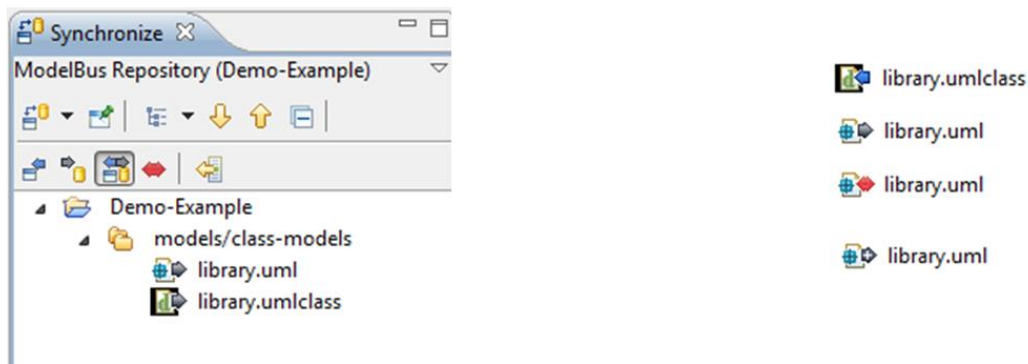 Synchronize
ModelBus Repository (Demo-Example)
Demo-Example
models/class-models
library.uml
library.umlclass
library.umlclass
library.uml
library.uml
library.uml